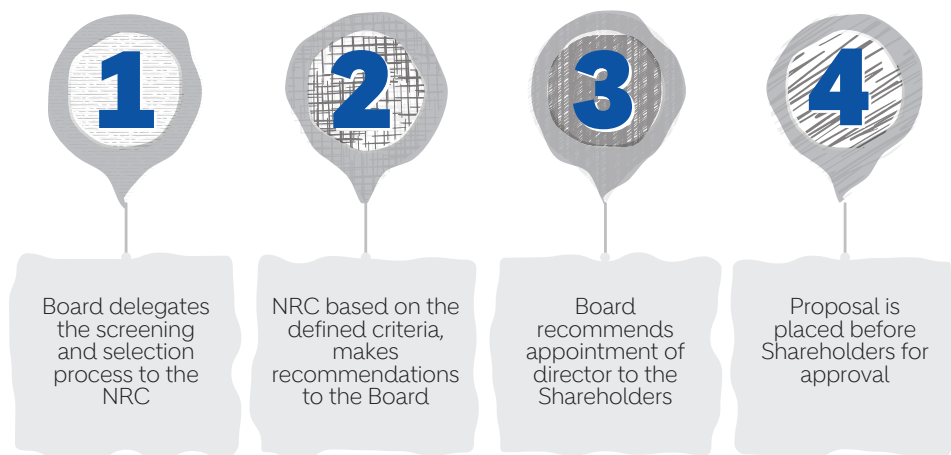 1
Board delegates
the screening
and selection
process to the
NRC
2
NRC based on the
defined criteria,
makes
recommendations
to the Board
3
Board
recommends
appointment of
director to the
Shareholders
4
Proposal is
placed before
Shareholders for
approval